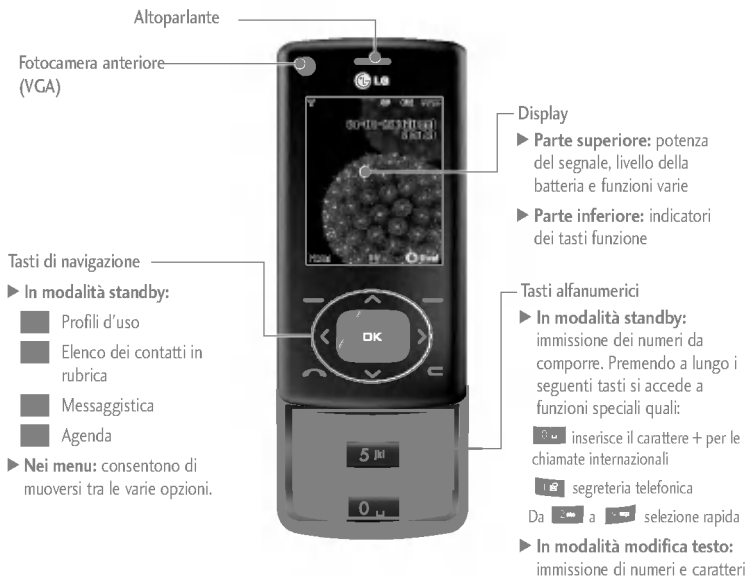 Altoparlante
Fotocamera anteriore
(VGA)
LG
Display
▶ Parte superiore: potenza
del segnale, livello della
batteria e funzioni varie
▶ Parte inferiore: indicatori
dei tasti funzione
Tasti di navigazione
▶ In modalità standby:
Profili d'uso
Elenco dei contatti in
rubrica
Messaggistica
Agenda
▶ Nei menu: consentono di
muoversi tra le varie opzioni.
OK
5 jkl
0
Tasti alfanumerici
▶ In modalità standby:
immissione dei numeri da
comporre. Premendo a lungo i
seguenti tasti si accede a
funzioni speciali quali:
0 inserisce il carattere + per le
chiamate internazionali
1 segreteria telefonica
Da a selezione rapida
▶ In modalità modifica testo:
immissione di numeri e caratteri